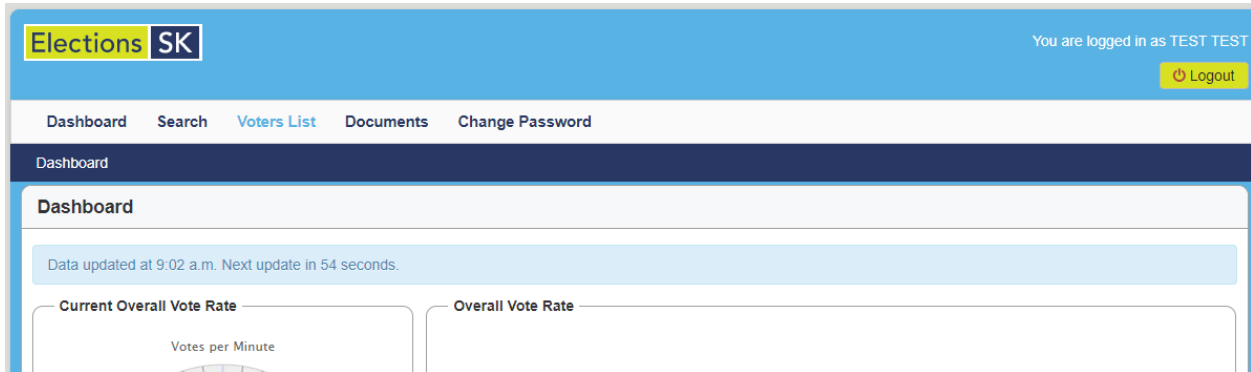 Elections SK
You are logged in as TEST TEST
Logout
Dashboard Search Voters List Documents Change Password
Dashboard
Dashboard
Data updated at 9:02 a.m. Next update in 54 seconds.
Current Overall Vote Rate
Overall Vote Rate
Votes per Minute